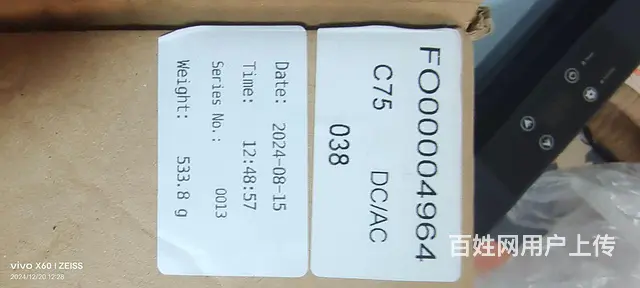 FO00004964
C75 DC/AC
038
Date: 2024-08-15
Time: 12:48:57
Series No.: 0013
Weight: 533.8 g
百姓网用户上传
vivo X60 | ZEISS
2024/12/20 12:28